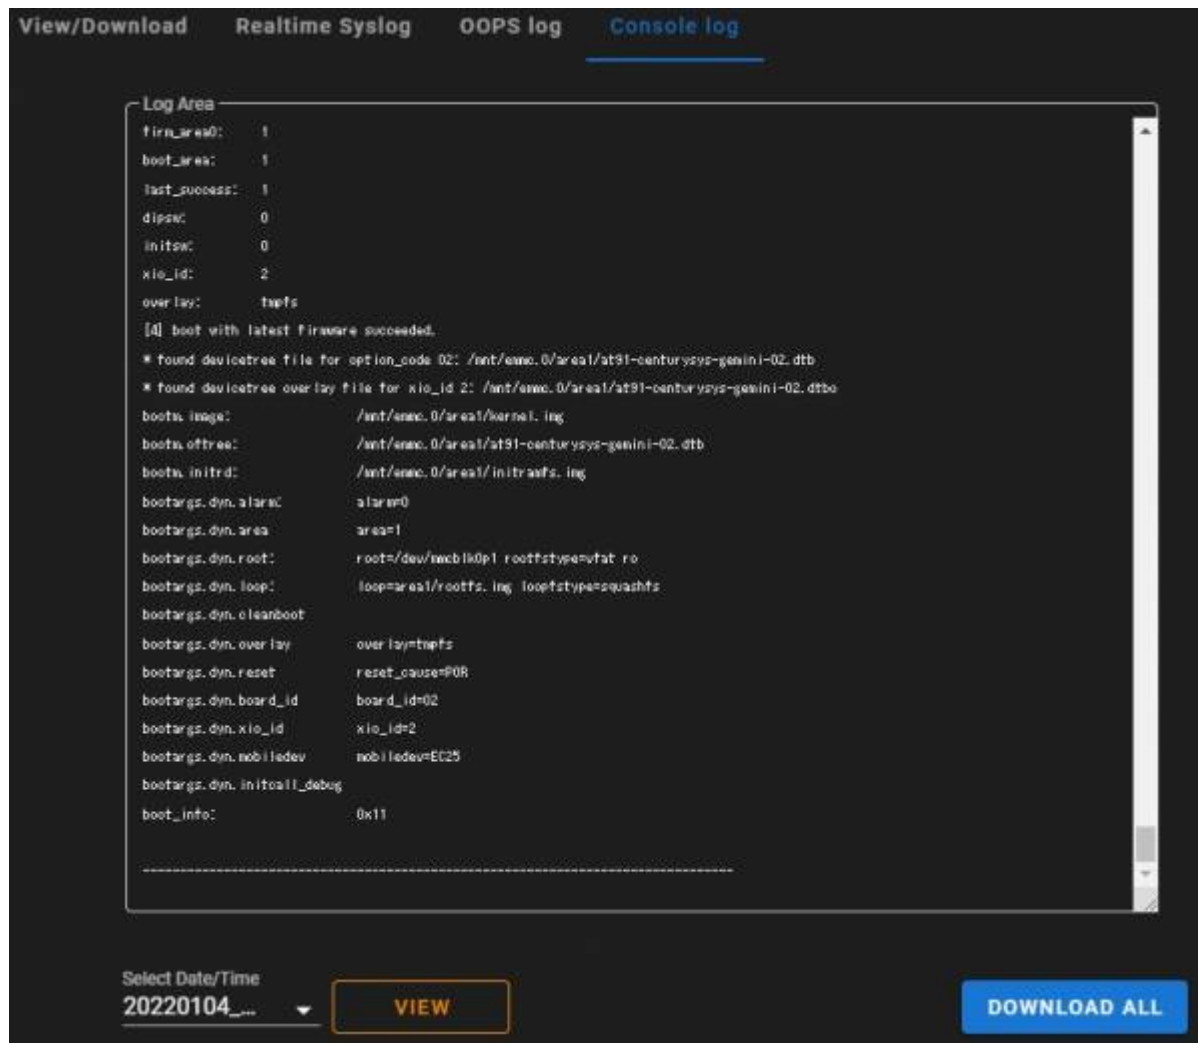 View/Download Realtime Syslog OOPS log Console log
Log Area
firm_area0: 1
boot_area: 1
last_success: 1
dipsw: 0
initsw: 0
xio_id: 2
overlay: tmpfs
[4] boot with latest firmware succeeded.
* found devicetree file for option_code 02: /mnt/emmc.0/area1/at91-centurysys-gemini-02.dtb
* found devicetree overlay file for xio_id 2: /mnt/emmc.0/area1/at91-centurysys-gemini-02.dtbo
bootm.image: /mnt/emmc.0/area1/kernel.img
bootm.oftree: /mnt/emmc.0/area1/at91-centurysys-gemini-02.dtb
bootm.initrd: /mnt/emmc.0/area1/initramfs.img
bootargs.dyn.alarm: alarm=0
bootargs.dyn.area area=1
bootargs.dyn.root: root=/dev/mmcblk0p1 rootfstype=vfat ro
bootargs.dyn.loop: loop=area1/rootfs.img loopfstype=squashfs
bootargs.dyn.cleanboot
bootargs.dyn.overlay overlay=tmpfs
bootargs.dyn.reset reset_cause=POR
bootargs.dyn.board_id board_id=02
bootargs.dyn.xio_id xio_id=2
bootargs.dyn.mobiledev mobiledev=EC25
bootargs.dyn.initcall_debug
boot_info: 0x11
--------------------------------------------------------------------------------
Select Date/Time
20220104_...
VIEW
DOWNLOAD ALL